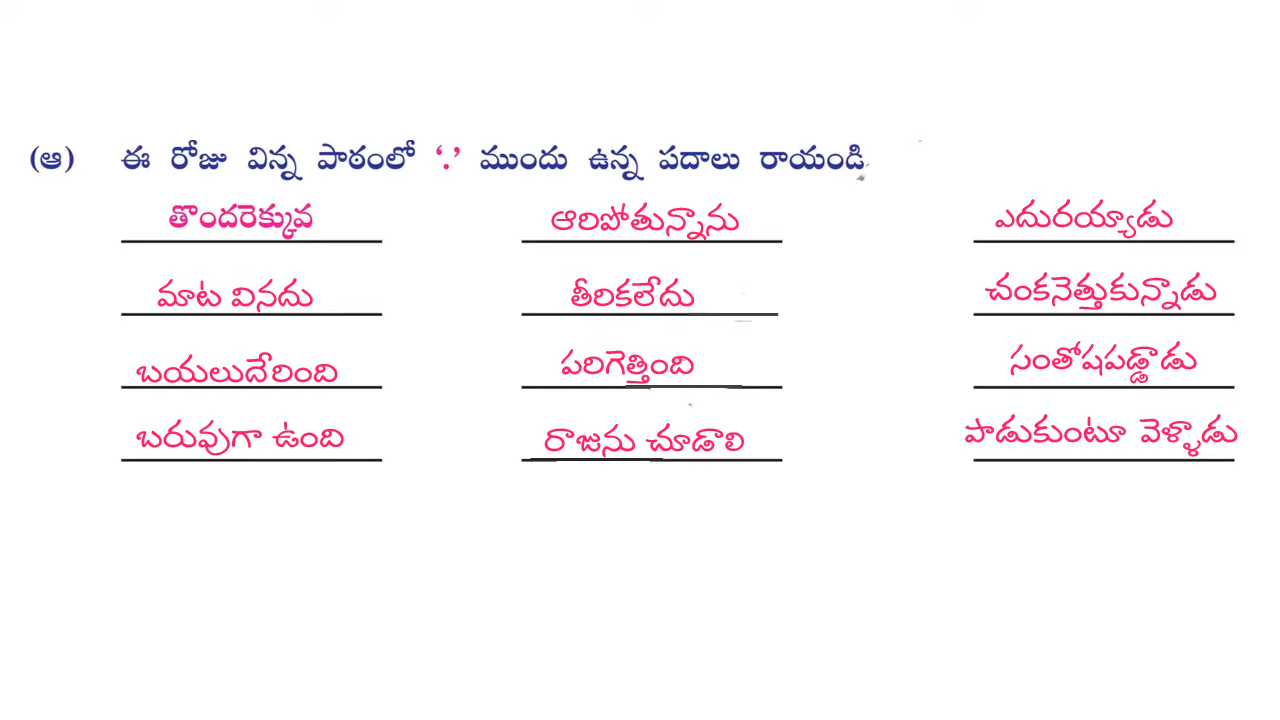 (ఆ) ఈ రోజు విన్న పాఠంలో ‘.’ ముందు ఉన్న పదాలు రాయండి
తొందరెక్కువ ఆరిపోతున్నాను ఎదురయ్యాడు
మాట వినదు తీరికలేదు చంకనెత్తుకున్నాడు
బయలుదేరింది పరిగెత్తింది సంతోషపడ్డాడు
బరువుగా ఉంది రాజును చూడాలి పాడుకుంటూ వెళ్ళాడు